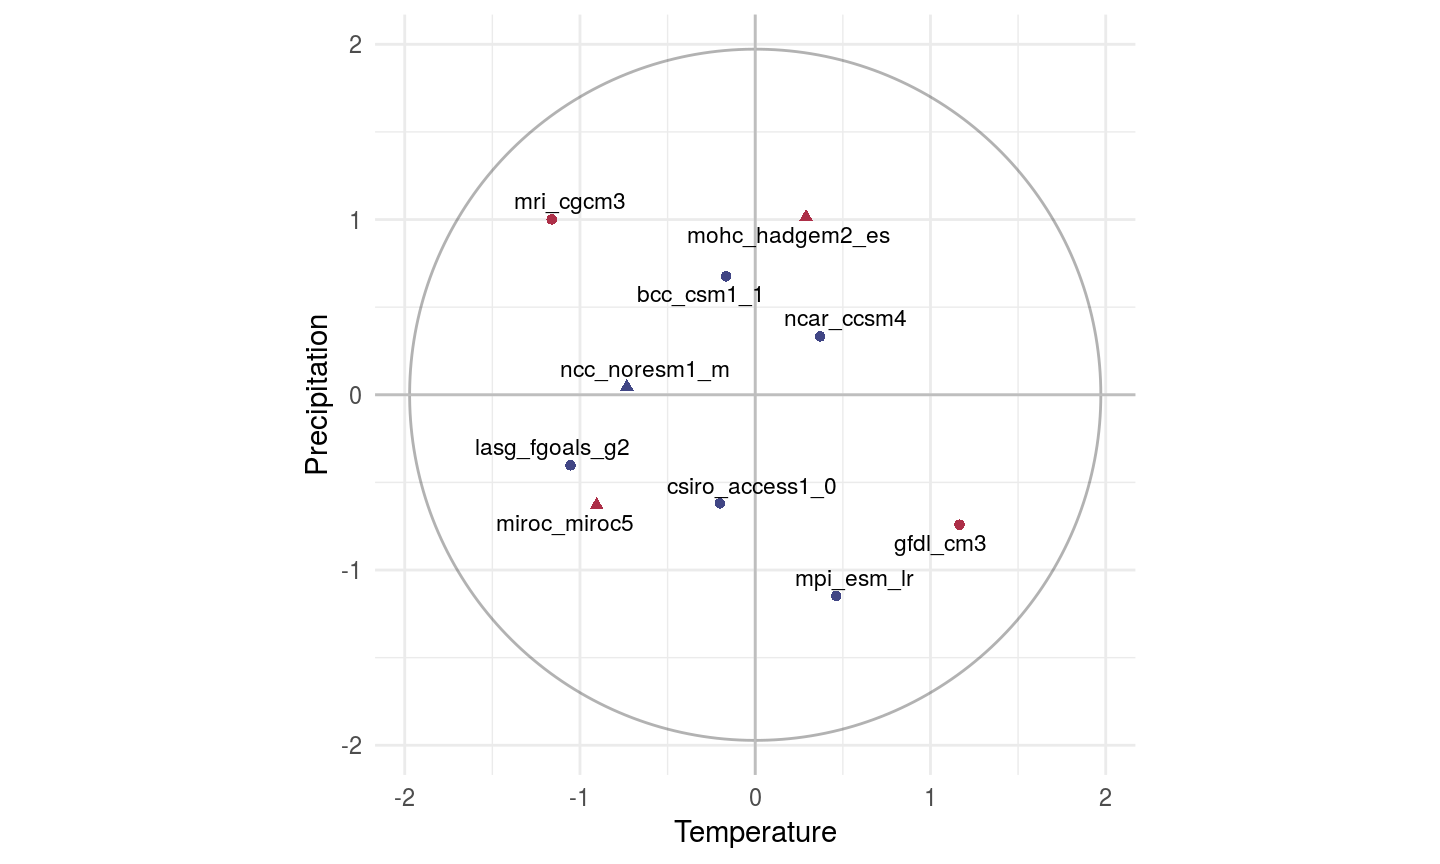 2
mri_cgcm3
1
mohc_hadgem2_es
bcc_csm1_1
ncar_ccsm4
ncc_noresm1_m
0
Precipitation
lasg_fgoals_g2
csiro_access1_0
miroc_miroc5
gfdl_cm3
-1
mpi_esm_lr
-2
-2 -1 0 1 2
Temperature